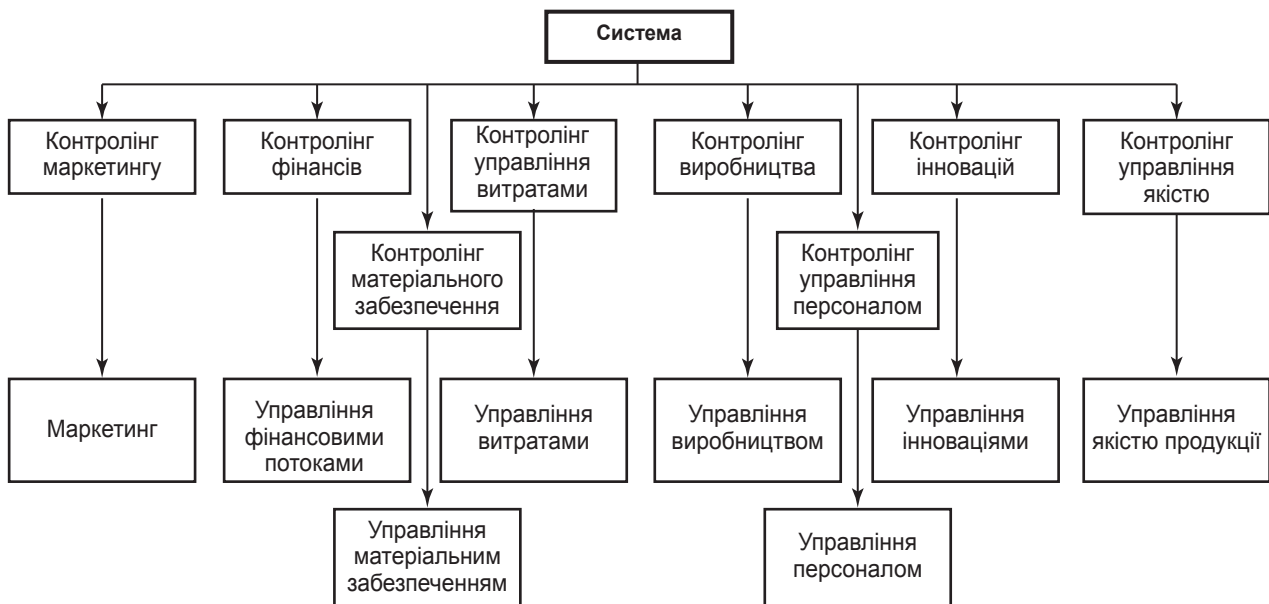 Система
Контролінг
маркетингу
Контролінг
фінансів
Контролінг
управління
витратами
Контролінг
виробництва
Контролінг
інновацій
Контролінг
управління
якістю
Контролінг
матеріального
забезпечення
Контролінг
управління
персоналом
Маркетинг
Управління
фінансовими
потоками
Управління
витратами
Управління
виробництвом
Управління
інноваціями
Управління
якістю продукції
Управління
матеріальним
забезпеченням
Управління
персоналом